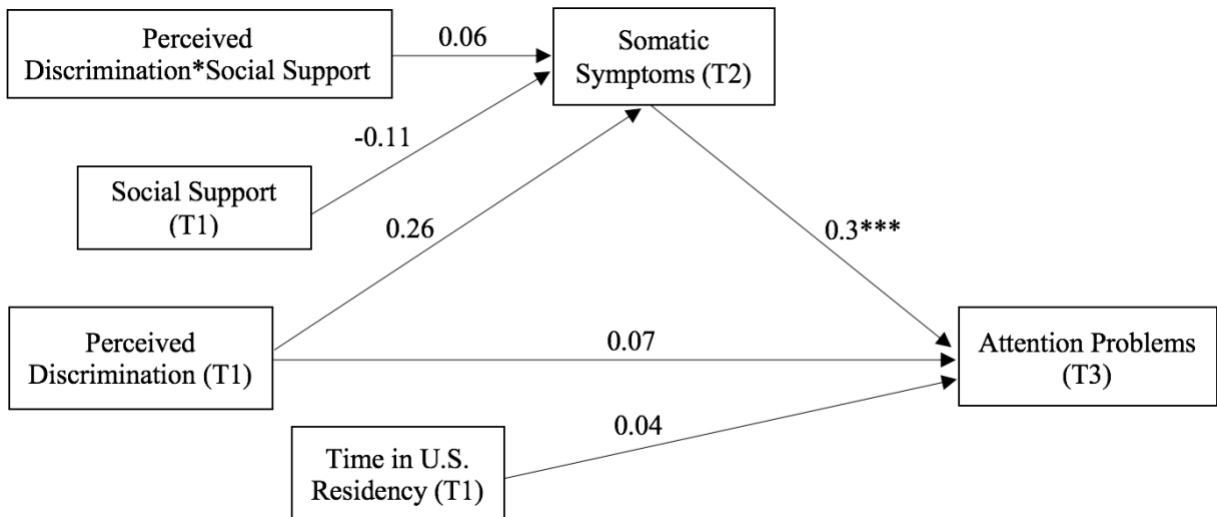 Perceived
Discrimination*Social Support
0.06
Somatic
Symptoms (T2)
-0.11
Social Support
(T1)
0.26
0.3***
Perceived
Discrimination (T1)
0.07
Attention Problems
(T3)
0.04
Time in U.S.
Residency (T1)